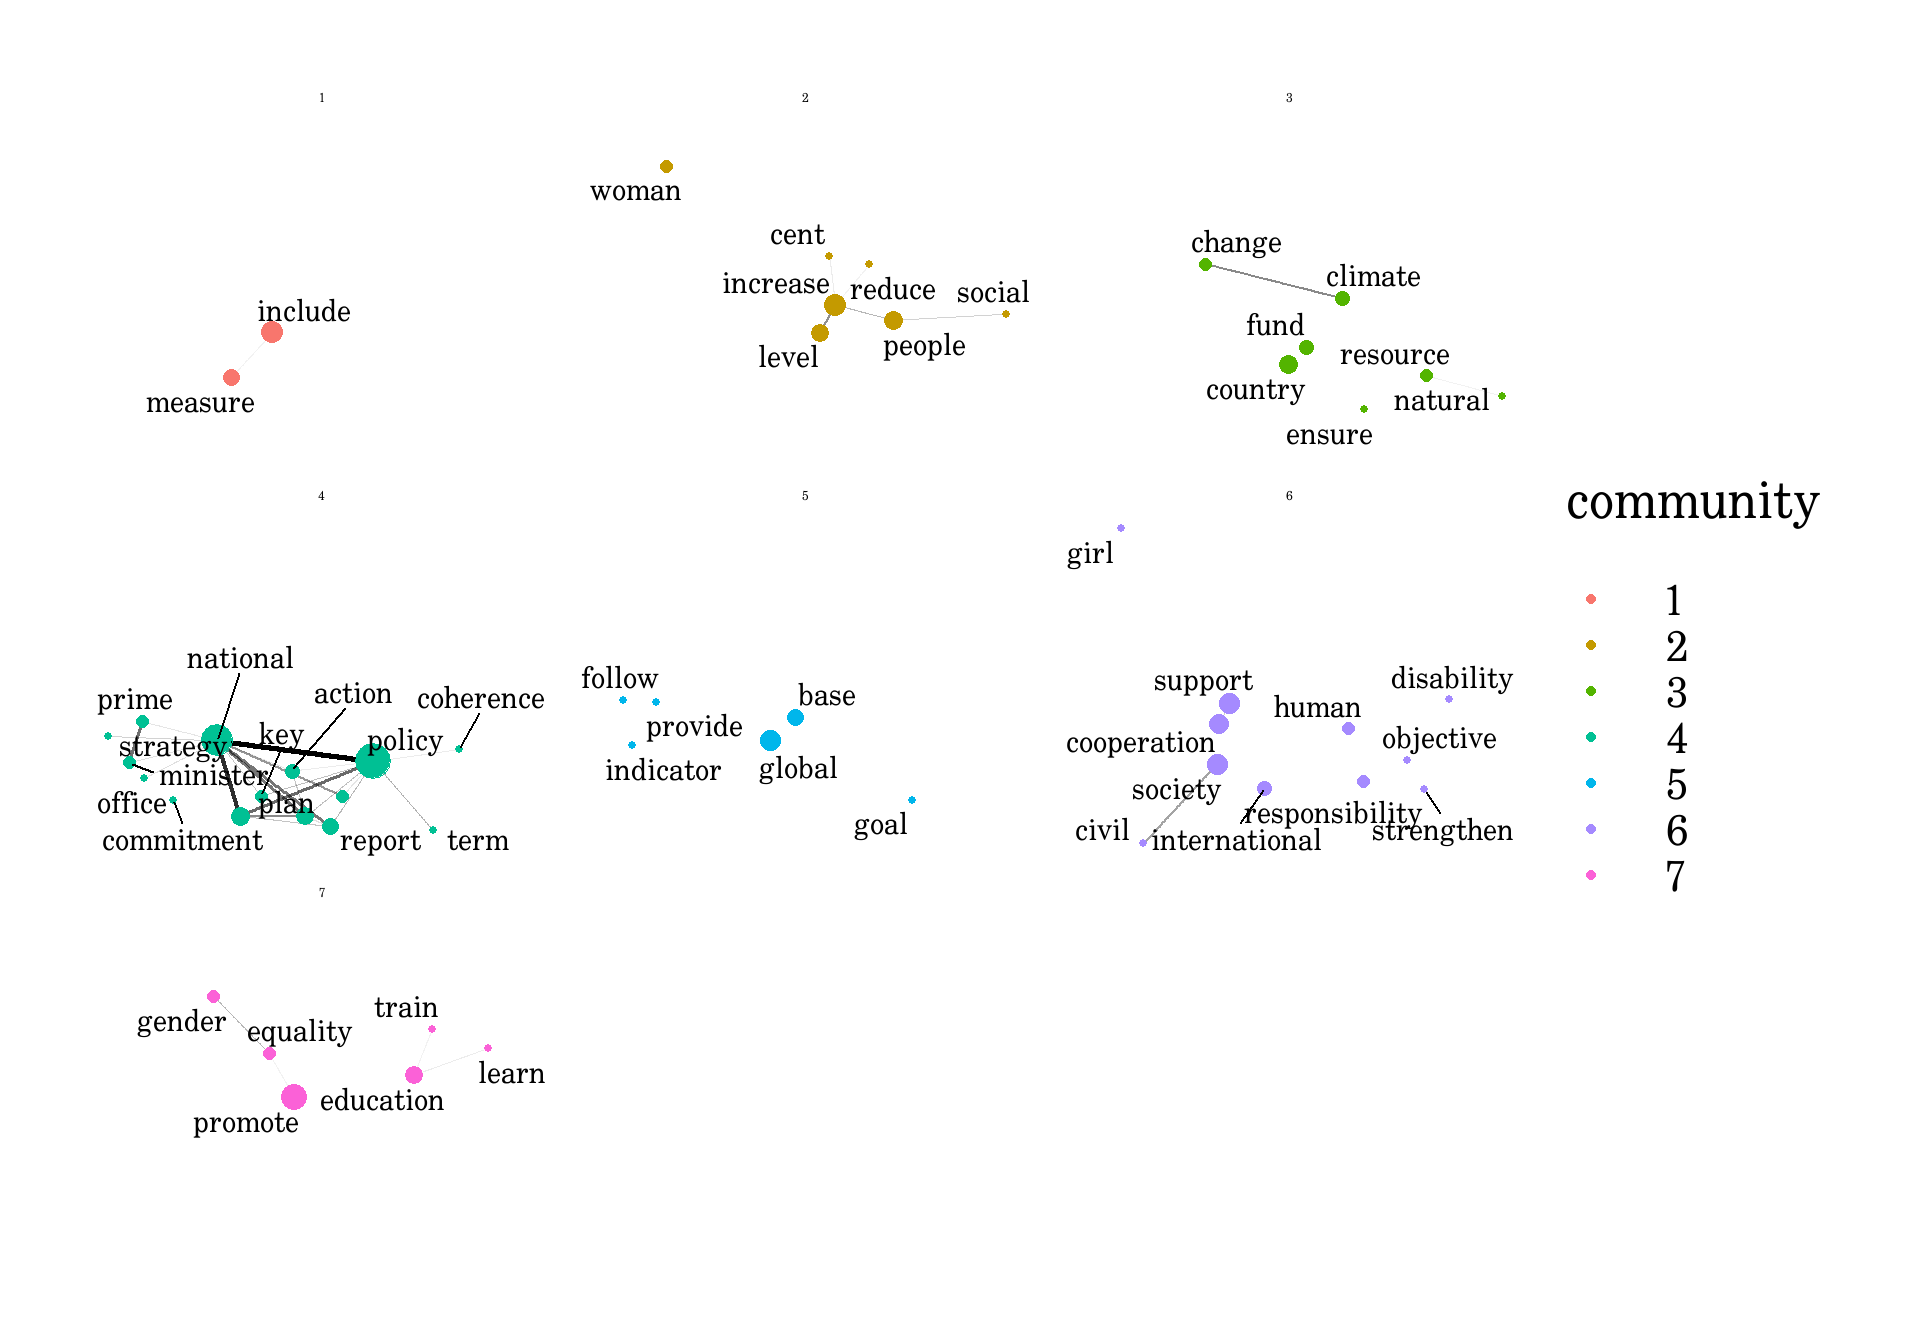 1
include
measure
2
woman
cent
increase
reduce
social
level
people
3
change
climate
fund
resource
country
natural
ensure
4
national
prime
action
coherence
key
policy
strategy
minister
office
plan
commitment
report
term
5
follow
base
provide
indicator
global
goal
6
girl
support
disability
human
cooperation
objective
society
responsibility
civil
international
strengthen
7
gender
equality
train
learn
education
promote
community
1
2
3
4
5
6
7